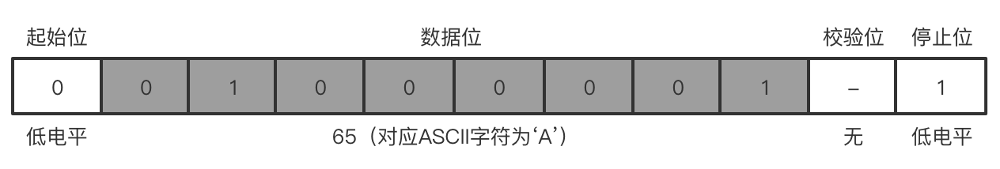 起始位 数据位 校验位 停止位
0 0 1 0 0 0 0 0 1 – 1
低电平 65（对应ASCII字符为‘A’） 无 低电平